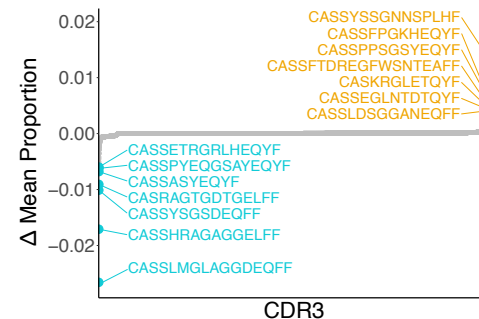 Δ Mean Proportion
0.02
0.01
0.00
−0.01
−0.02
CASSYSSGNNSPLHF
CASSFPGKHEQYF
CASSPPSGSYEQYF
CASSFTDREGFWSNTEAFF
CASKRGLETQYF
CASSEGLNTDTQYF
CASSLDSGGANEQFF
CASSETRGRLHEQYF
CASSPYEQGSAYEQYF
CASSASYEQYF
CASRAGTGDTGELFF
CASSYSGSDEQFF
CASSHRAGAGGELFF
CASSLMGLAGGDEQFF
CDR3